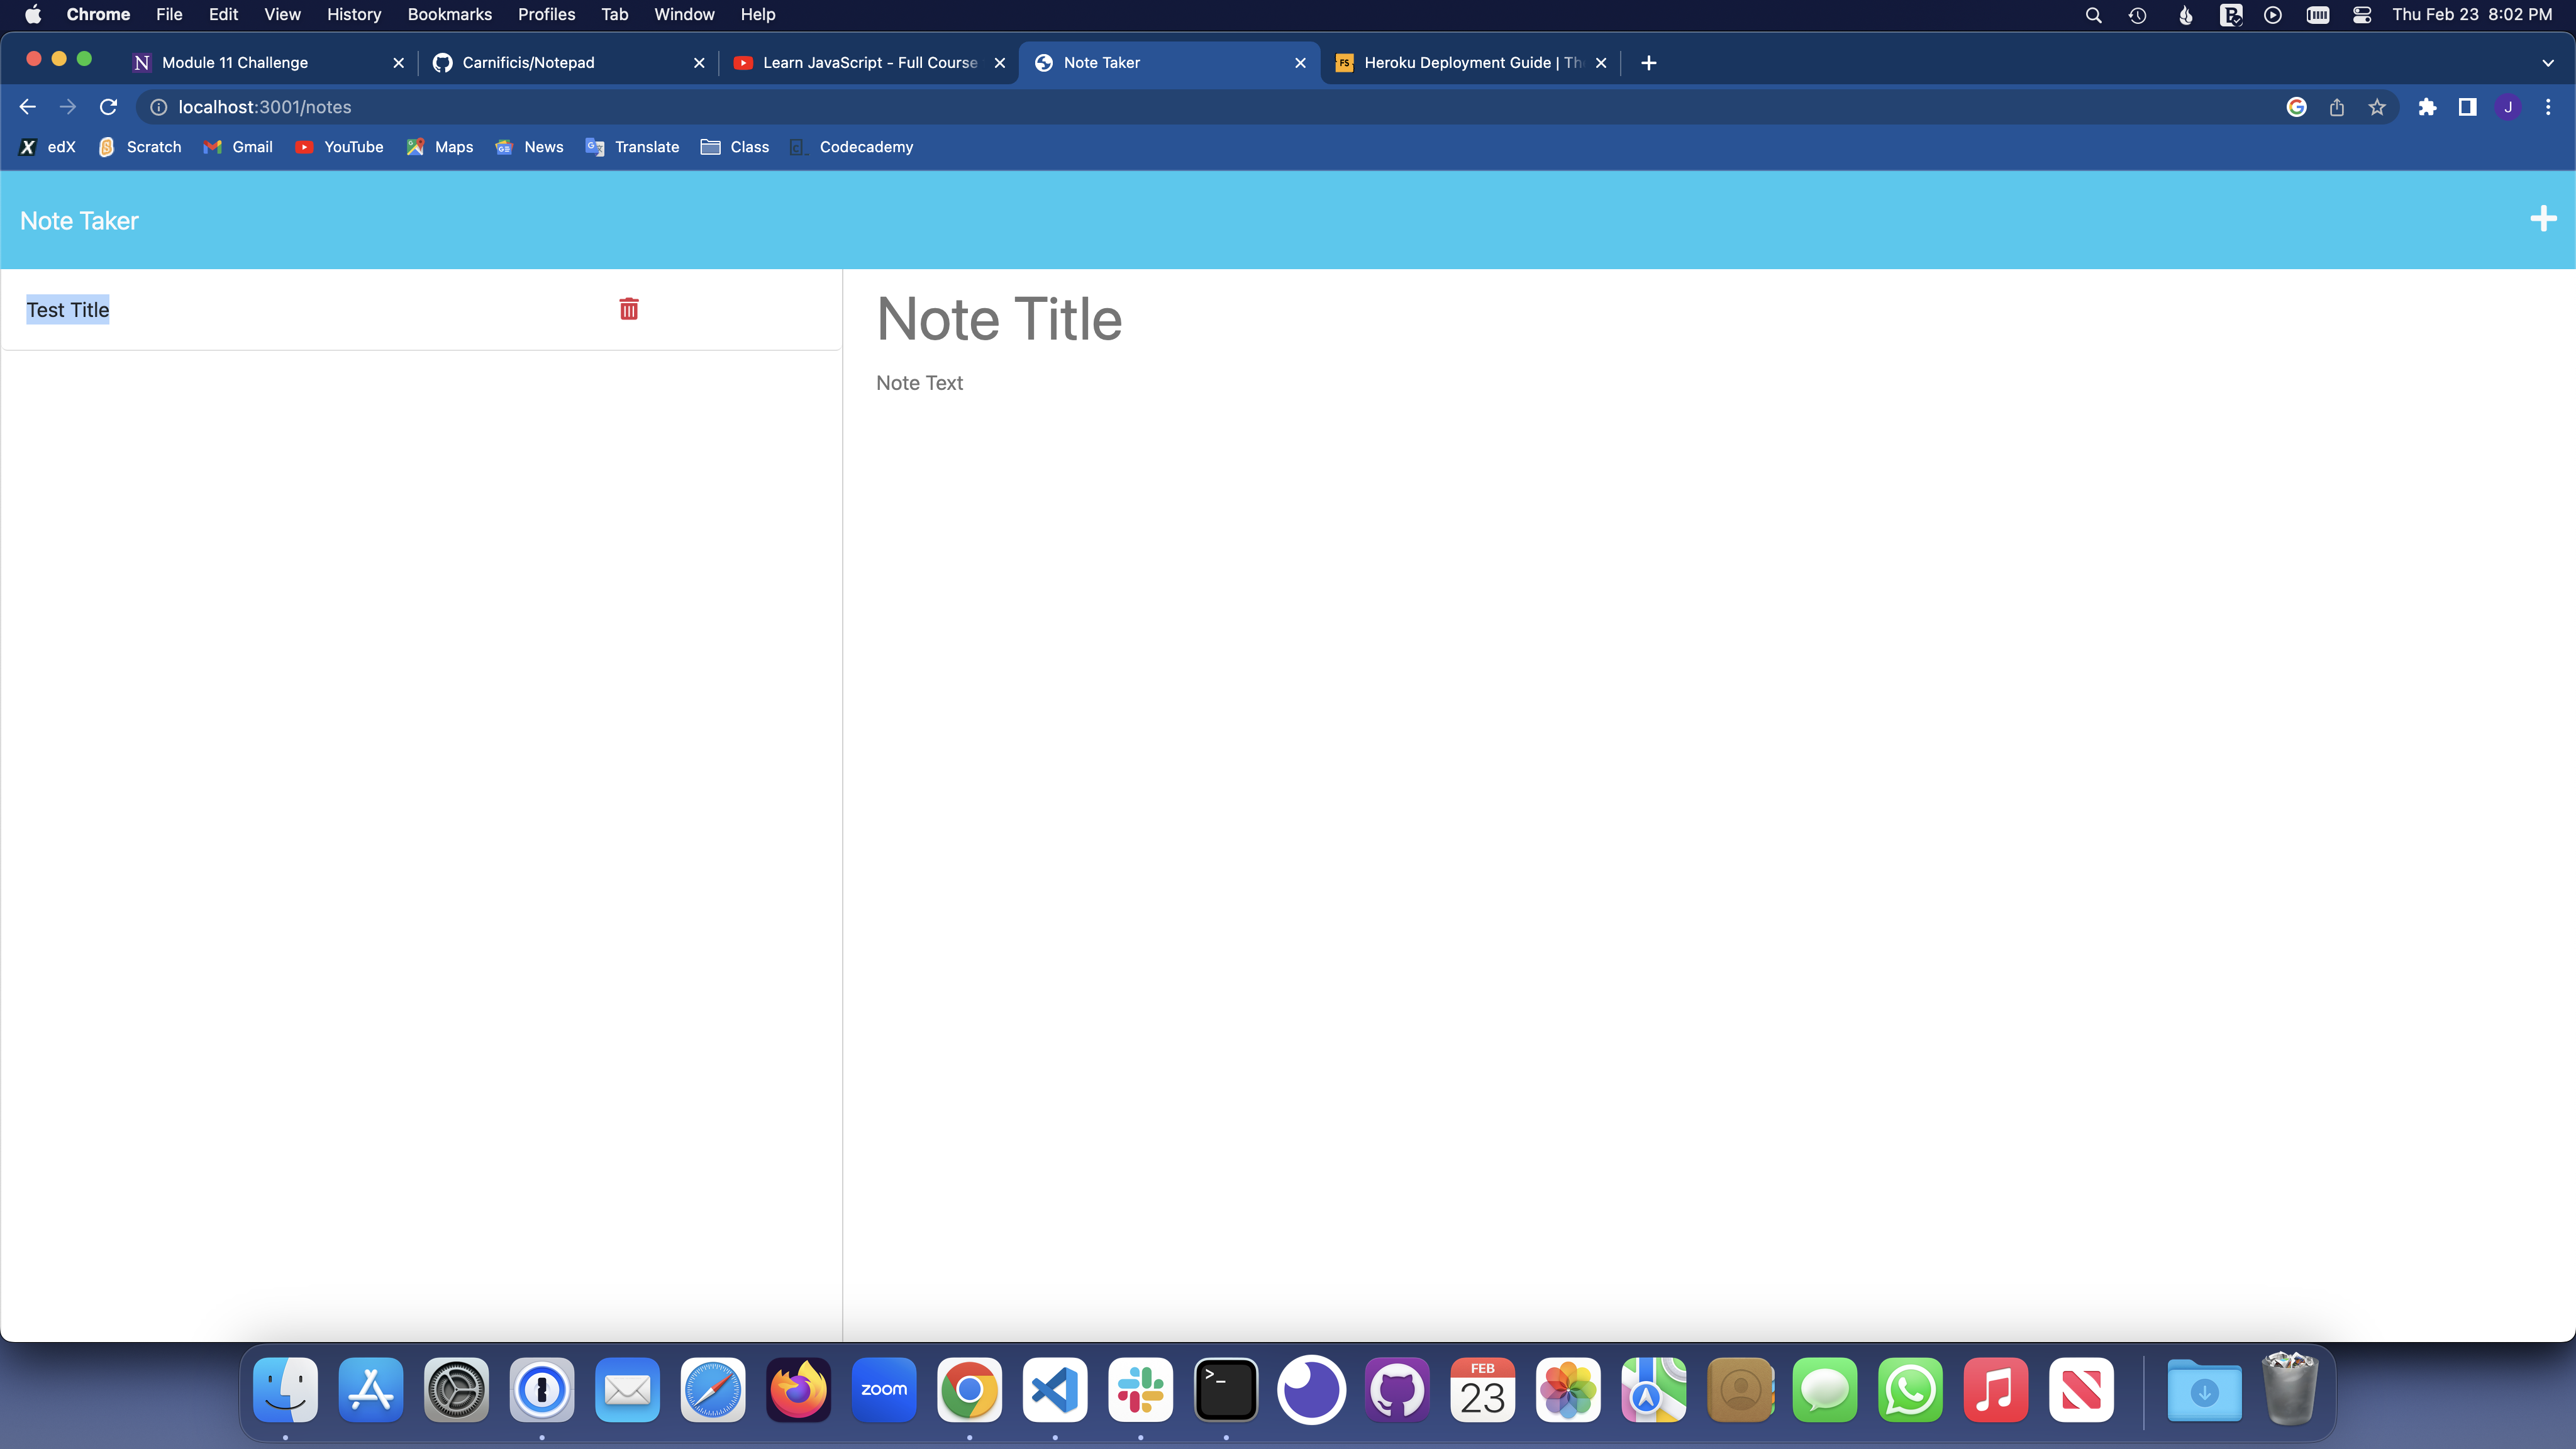 Chrome File Edit View History Bookmarks Profiles Tab Window Help Thu Feb 23 8:02 PM
Module 11 Challenge Carnificis/Notepad Learn JavaScript - Full Course Note Taker Heroku Deployment Guide | Th
localhost:3001/notes J
edX Scratch Gmail YouTube Maps News Translate Class Codecademy
Note Taker
Test Title
Note Title
Note Text
zoom
FEB
23